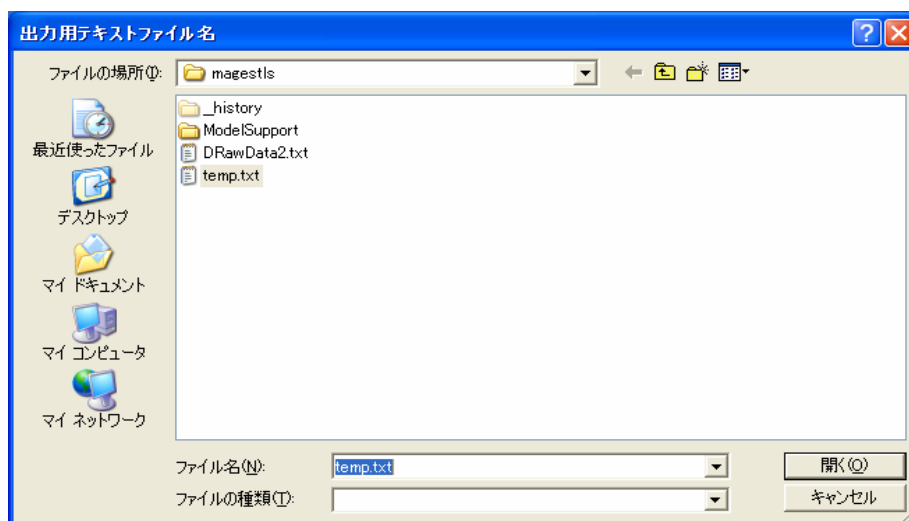 出力用テキストファイル名
ファイルの場所(I):
magestls
_history
ModelSupport
DRawData2.txt
temp.txt
最近使ったファイル
デスクトップ
マイ ドキュメント
マイ コンピュータ
マイ ネットワーク
ファイル名(N):
temp.txt
開く(O)
ファイルの種類(T):
キャンセル